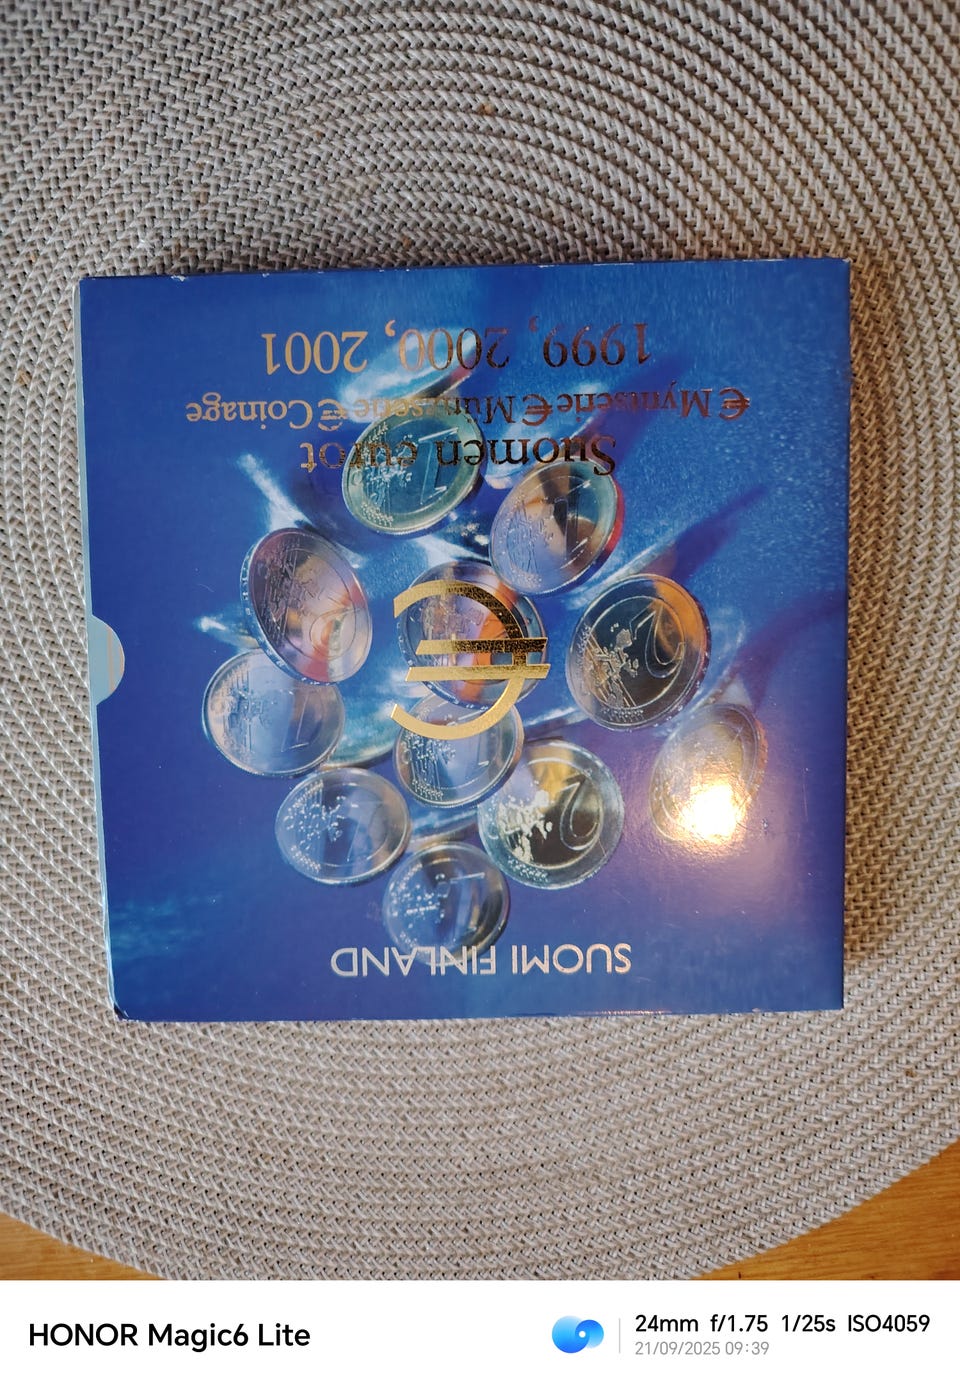 SUOMI FINLAND
€
Suomen eurot
€ Myntserie € Münzserie € Coinage
1999, 2000, 2001
HONOR Magic6 Lite
24mm f/1.75 1/25s ISO4059
21/09/2025 09:39